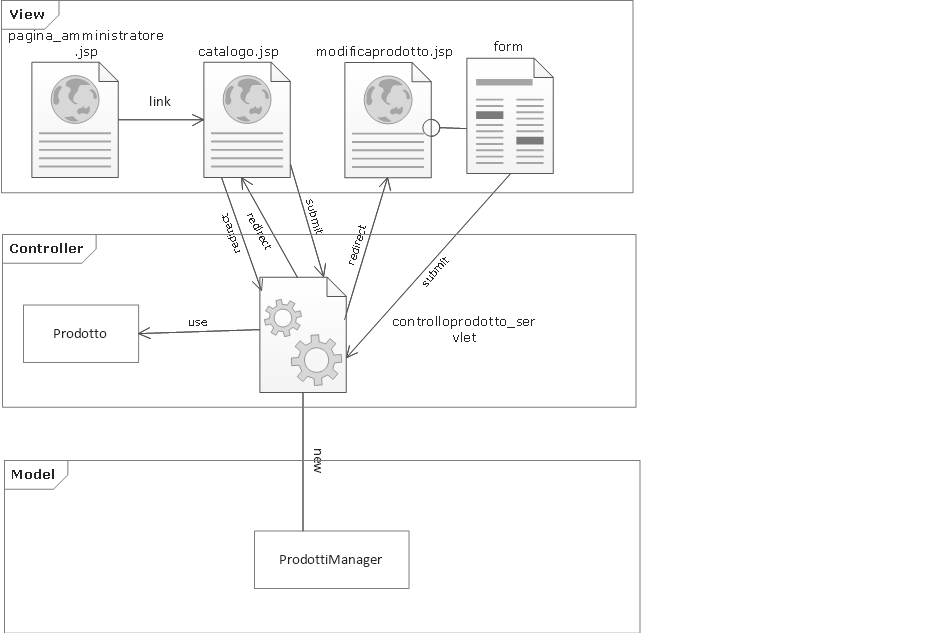 View
pagina_amministratore
.jsp
catalogo.jsp
modificaprodotto.jsp
form
link
redirect
redirect
submit
redirect
submit
Controller
Prodotto
use
controlloprodotto_ser
vlet
new
Model
ProdottiManager